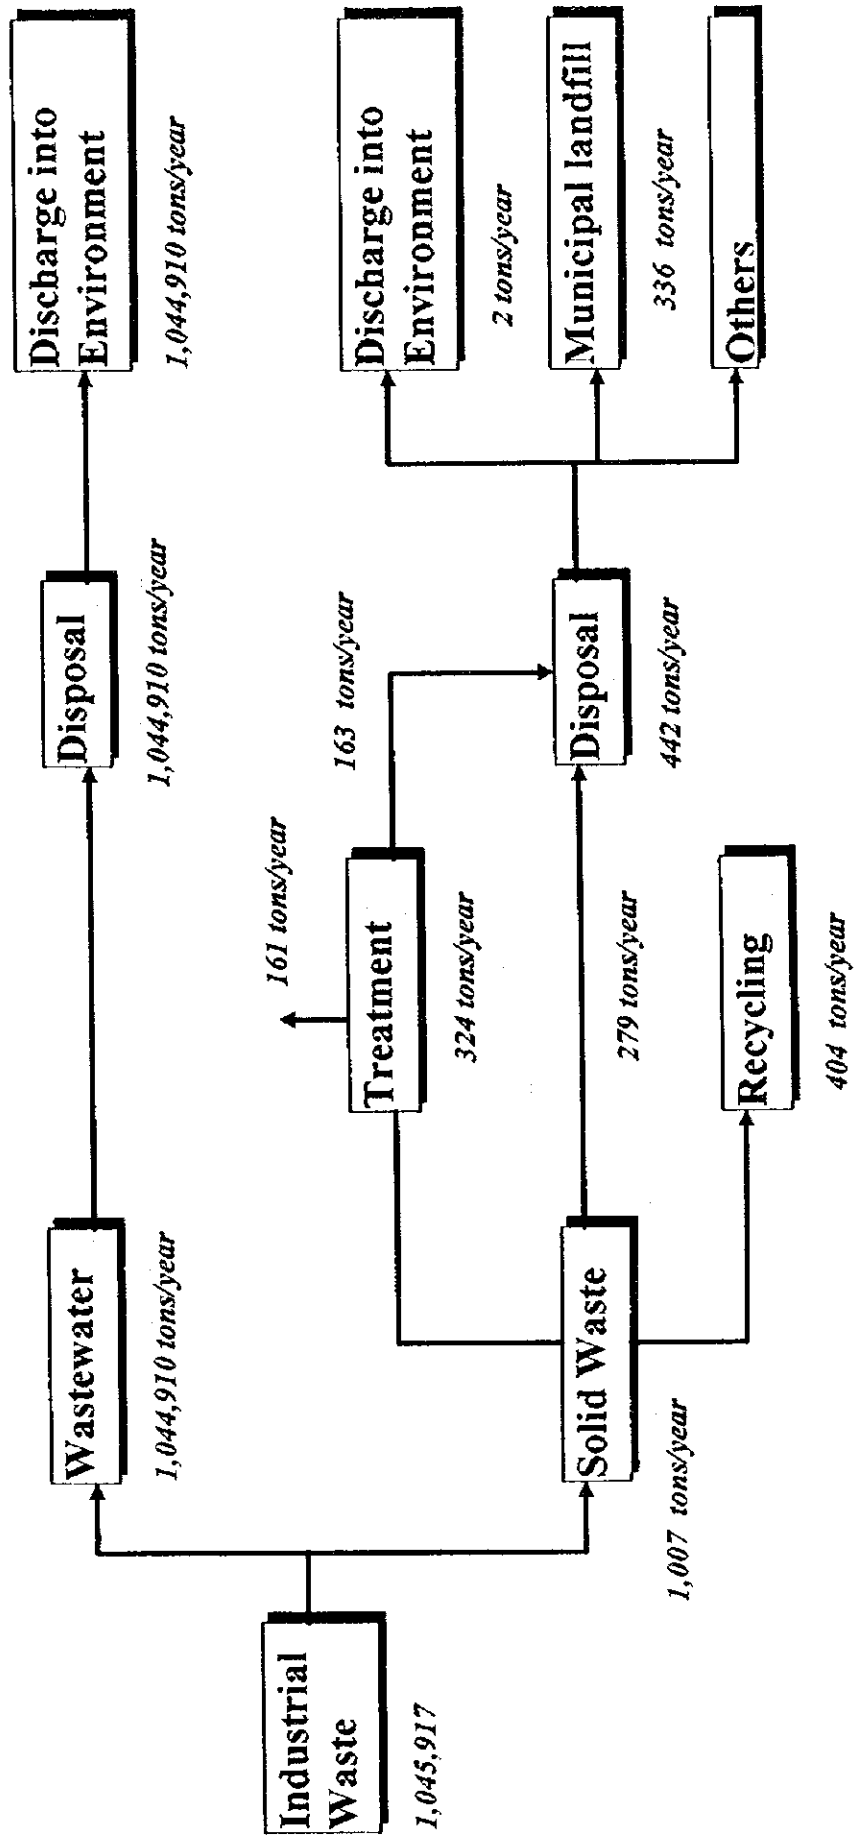 Industrial
Waste
1,045,917
Wastewater
1,044,910 tons/year
Disposal
1,044,910 tons/year
Discharge into
Environment
1,044,910 tons/year
Solid Waste
1,007 tons/year
Treatment
324 tons/year
161 tons/year
163 tons/year
279 tons/year
Recycling
404 tons/year
Disposal
442 tons/year
Discharge into
Environment
2 tons/year
Municipal landfill
336 tons/year
Others